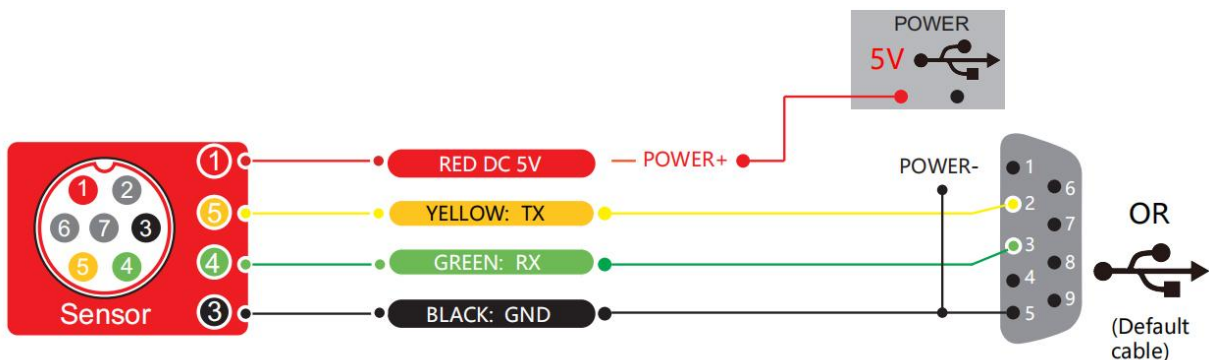 POWER
5V
1 RED DC 5V POWER+
POWER-
5 YELLOW: TX
4 GREEN: RX
3 BLACK: GND
1 2
6 7 3
5 4
Sensor
1
6
2
7
3
8
4
9
5
OR
(Default
cable)